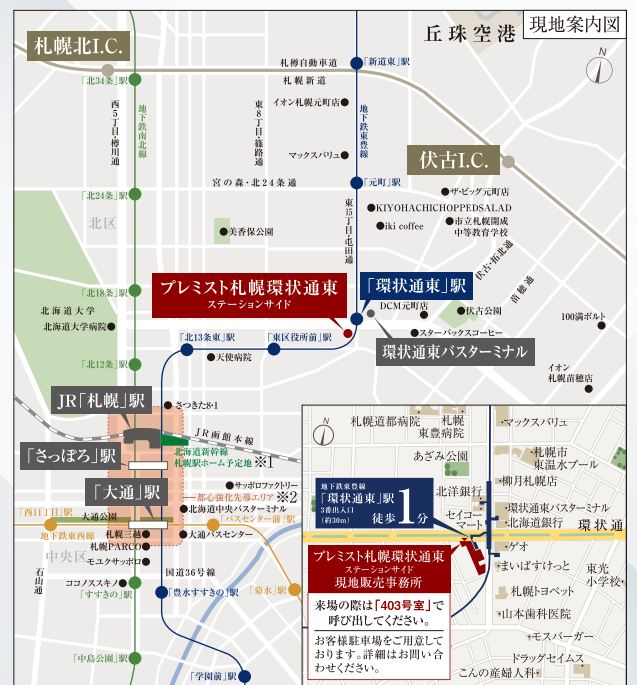 現地案内図
丘珠空港
N
札幌北I.C.
札樽自動車道
「新道東」駅
「北34条」駅
札幌新道
西5丁目・樽川通
地下鉄南北線
東8丁目・篠路通
イオン札幌元町店
地下鉄東豊線
マックスバリュ
伏古I.C.
宮の森・北24条通
「元町」駅
「北24条」駅
ザ・ビッグ元町店
KIYOHACHICHOPPEDSALAD
東15丁目・屯田通
iki coffee
市立札幌開成
中等教育学校
北区
美香保公園
伏古・拓北通
苗穂通
「北18条」駅
プレミスト札幌環状通東
ステーションサイド
「環状通東」駅
DCM元町店
伏古公園
北海道大学
北海道大学病院
100満ボルト
スターバックスコーヒー
「北13条東」駅
「東区役所前」駅
環状通東バスターミナル
天使病院
「北12条」駅
イオン
札幌苗穂店
JR「札幌」駅
さつきた8・1
JR函館本線
「さっぽろ」駅
北海道新幹線
札幌駅ホーム予定地
※1
サッポロファクトリー
「大通」駅
都心強化先導エリア
※2
北海道中央バスターミナル
「西11丁目」駅
大通公園
「バスセンター前」駅
地下鉄東西線
札幌三越
大通バスセンター
中央区
札幌PARCO
モユクサッポロ
石山通
ココノススキノ
国道36号線
「すすきの」駅
「豊水すすきの」駅
「菊水」駅
「中島公園」駅
「学園前」駅
N
札幌道都病院
札幌
東豊病院
マックスバリュ
あざみ公園
札幌市
東温水プール
柳月札幌店
地下鉄東豊線
「環状通東」駅
3番出入口
(約30m)
徒歩1分
北洋銀行
セイコー
マート
環状通東バスターミナル
北海道銀行
環状通
ゲオ
プレミスト札幌環状通東
ステーションサイド
現地販売事務所
まいばすけっと
東光
小学校
札幌トヨペット
来場の際は「403号室」で
呼び出してください。
山本歯科医院
お客様駐車場をご用意して
おります。詳細はお問い合
わせください。
モスバーガー
ドラッグセイムス
こんの産婦人科